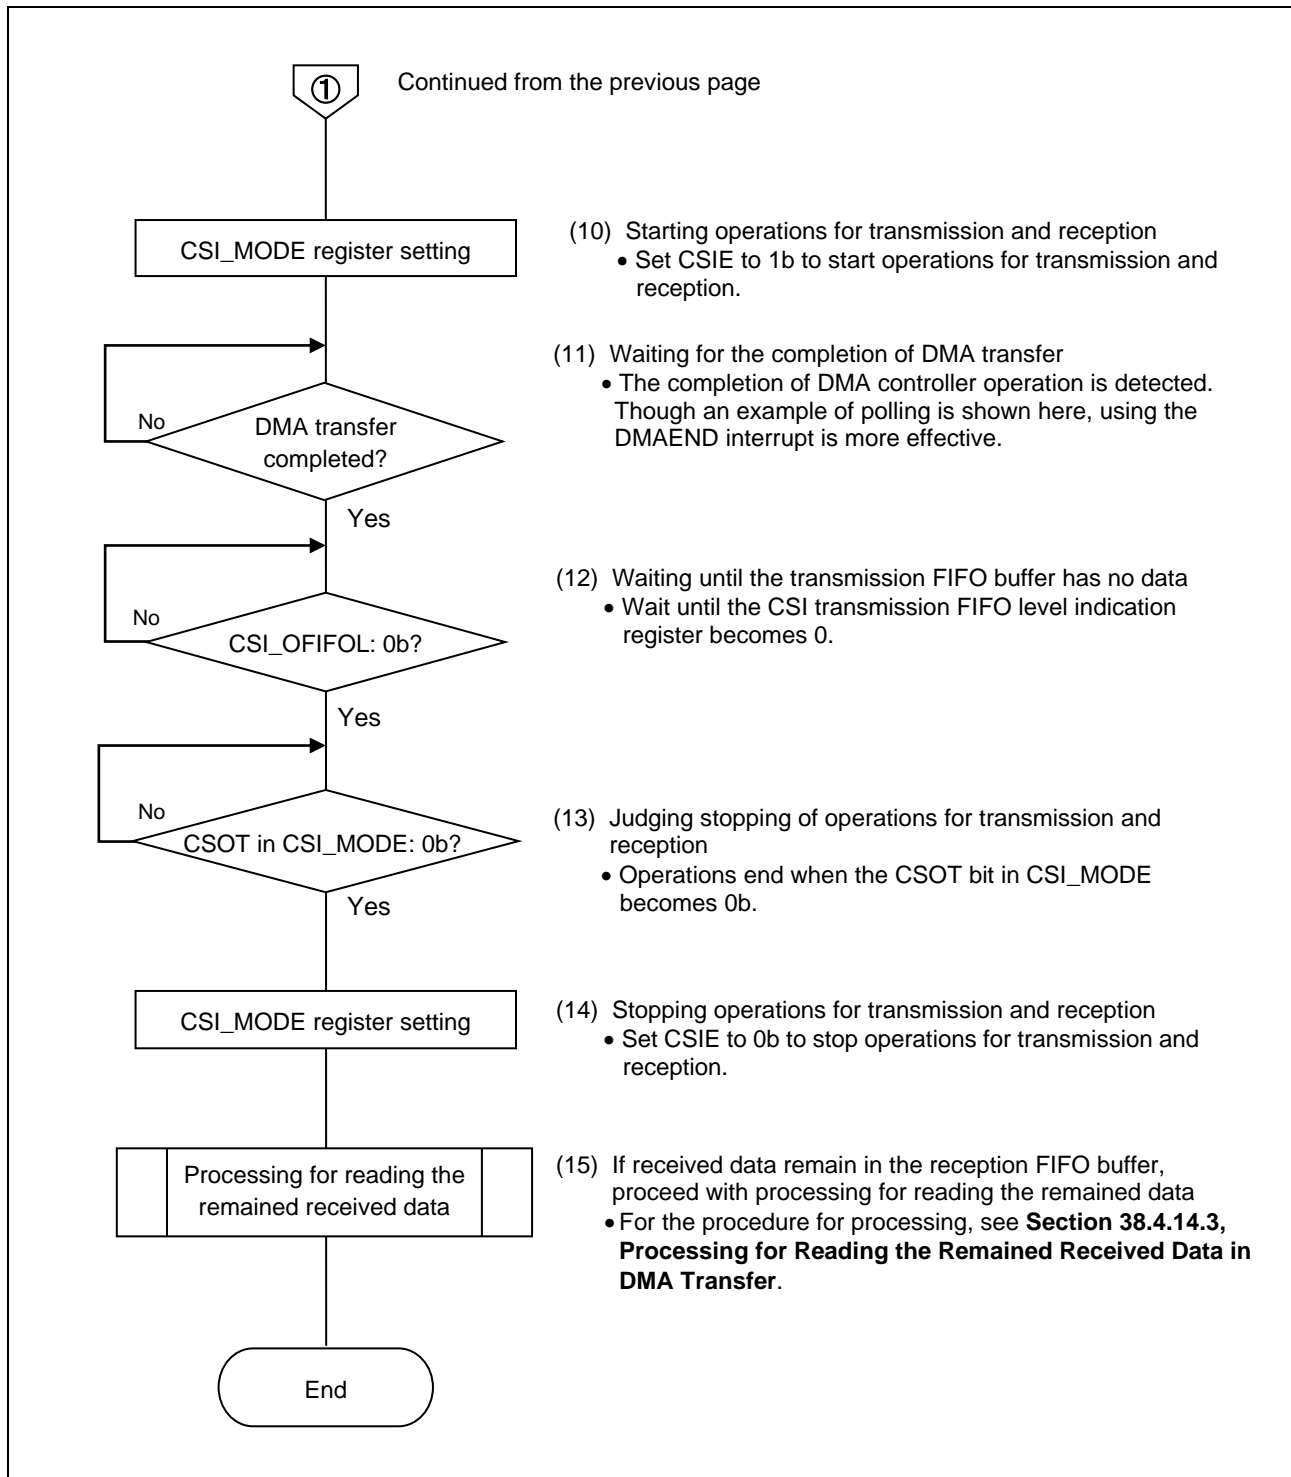 ① Continued from the previous page
CSI_MODE register setting
(10) Starting operations for transmission and reception
• Set CSIE to 1b to start operations for transmission and
reception.
No
DMA transfer
completed?
Yes
(11) Waiting for the completion of DMA transfer
• The completion of DMA controller operation is detected.
Though an example of polling is shown here, using the
DMAEND interrupt is more effective.
No
CSI_OFIFOL: 0b?
Yes
(12) Waiting until the transmission FIFO buffer has no data
• Wait until the CSI transmission FIFO level indication
register becomes 0.
No
CSOT in CSI_MODE: 0b?
Yes
(13) Judging stopping of operations for transmission and
reception
• Operations end when the CSOT bit in CSI_MODE
becomes 0b.
CSI_MODE register setting
(14) Stopping operations for transmission and reception
• Set CSIE to 0b to stop operations for transmission and
reception.
Processing for reading the
remained received data
(15) If received data remain in the reception FIFO buffer,
proceed with processing for reading the remained data
• For the procedure for processing, see Section 38.4.14.3,
Processing for Reading the Remained Received Data in
DMA Transfer.
End